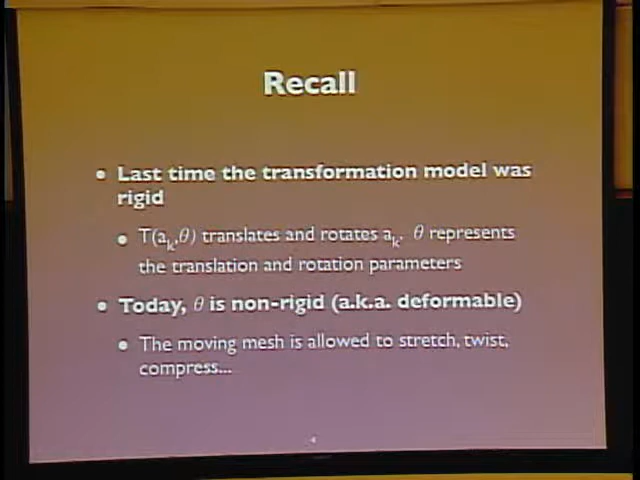 Recall
• Last time the transformation model was
rigid
• T(aₖ,θ) translates and rotates aₖ. θ represents
the translation and rotation parameters
• Today, θ is non-rigid (a.k.a. deformable)
• The moving mesh is allowed to stretch, twist,
compress...
4